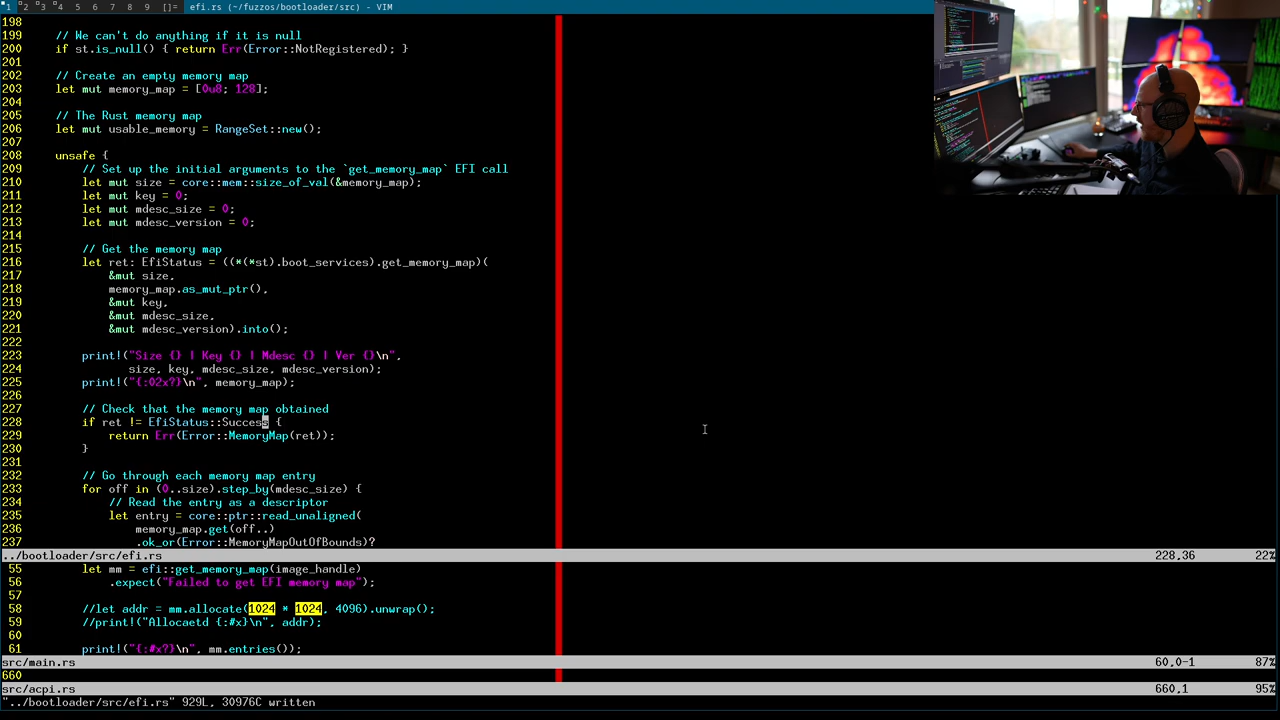 1 2 3 4 5 6 7 8 9 []= efi.rs (~/fuzzos/bootloader/src) - VIM
198
199 // We can't do anything if it is null
200 if st.is_null() { return Err(Error::NotRegistered); }
201
202 // Create an empty memory map
203 let mut memory_map = [0u8; 128];
204
205 // The Rust memory map
206 let mut usable_memory = RangeSet::new();
207
208 unsafe {
209 // Set up the initial arguments to the `get_memory_map` EFI call
210 let mut size = core::mem::size_of_val(&memory_map);
211 let mut key = 0;
212 let mut mdesc_size = 0;
213 let mut mdesc_version = 0;
214
215 // Get the memory map
216 let ret: EfiStatus = ((*(*st).boot_services).get_memory_map)(
217 &mut size,
218 memory_map.as_mut_ptr(),
219 &mut key,
220 &mut mdesc_size,
221 &mut mdesc_version).into();
222
223 print!("Size {} | Key {} | Mdesc {} | Ver {}\n",
224 size, key, mdesc_size, mdesc_version);
225 print!("{:02x?}\n", memory_map);
226
227 // Check that the memory map obtained
228 if ret != EfiStatus::Success {
229 return Err(Error::MemoryMap(ret));
230 }
231
232 // Go through each memory map entry
233 for off in (0..size).step_by(mdesc_size) {
234 // Read the entry as a descriptor
235 let entry = core::ptr::read_unaligned(
236 memory_map.get(off..)
237 .ok_or(Error::MemoryMapOutOfBounds)?
../bootloader/src/efi.rs 228,36 22%
55 let mm = efi::get_memory_map(image_handle)
56 .expect("Failed to get EFI memory map");
57
58 //let addr = mm.allocate(1024 * 1024, 4096).unwrap();
59 //print!("Allocaetd {:#x}\n", addr);
60
61 print!("{:#x?}\n", mm.entries());
src/main.rs 60,0-1 87%
660
src/acpi.rs 660,1 95%
"../bootloader/src/efi.rs" 929L, 30976C written